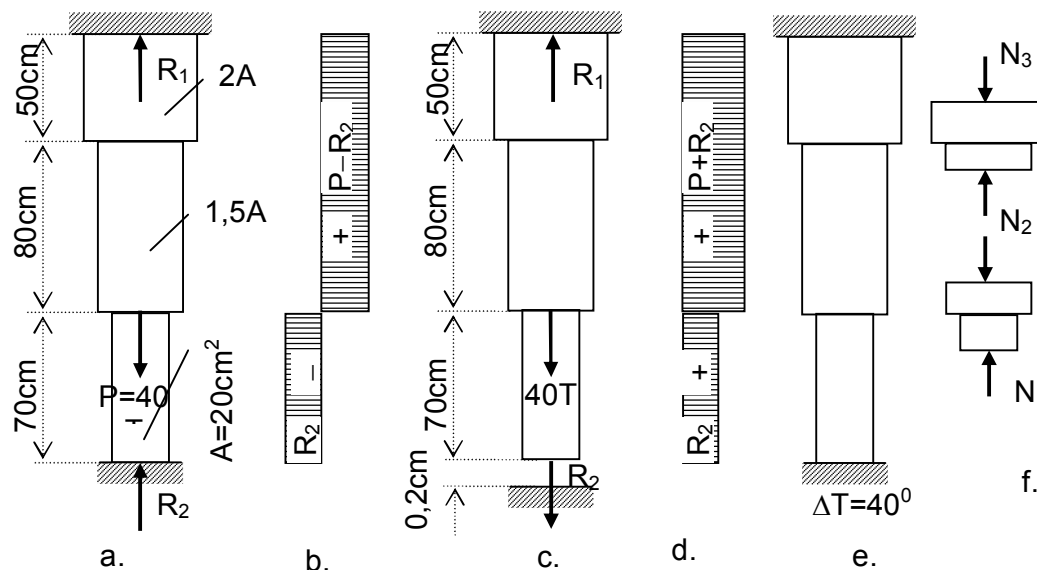 50cm
80cm
70cm
R₁
2A
1,5A
P=40
A=20cm²
R₂
a.
P−R₂
+
−
R₂
b.
50cm
80cm
70cm
0,2cm
R₁
40T
R₂
c.
P+R₂
+
+
R₂
d.
ΔT=40⁰
e.
N₃
N₂
N
f.